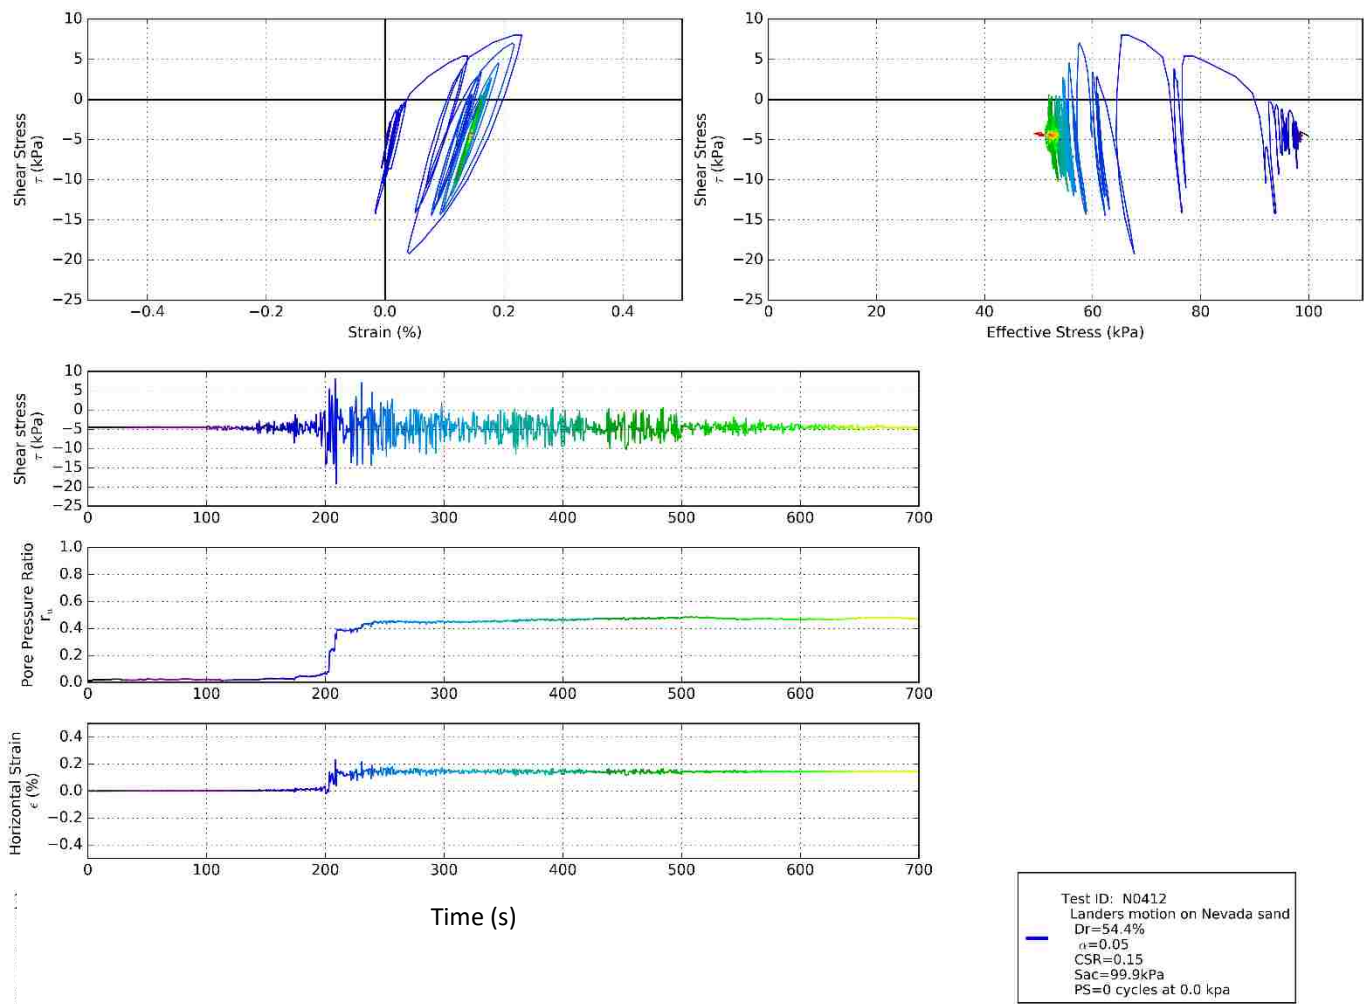 10
5
0
−5
−10
−15
−20
−25
Shear Stress
τ (kPa)
−0.4 −0.2 0.0 0.2 0.4
Strain (%)
10
5
0
−5
−10
−15
−20
−25
Shear Stress
τ (kPa)
0 20 40 60 80 100
Effective Stress (kPa)
10
5
0
−5
−10
−15
−20
−25
Shear stress
τ (kPa)
0 100 200 300 400 500 600 700
1.0
0.8
0.6
0.4
0.2
0.0
Pore Pressure Ratio
ru
0 100 200 300 400 500 600 700
0.4
0.2
0.0
−0.2
−0.4
Horizontal Strain
ϵ (%)
0 100 200 300 400 500 600 700
Time (s)
Test ID: N0412
Landers motion on Nevada sand
Dr=54.4%
α=0.05
CSR=0.15
Sac=99.9kPa
PS=0 cycles at 0.0 kpa